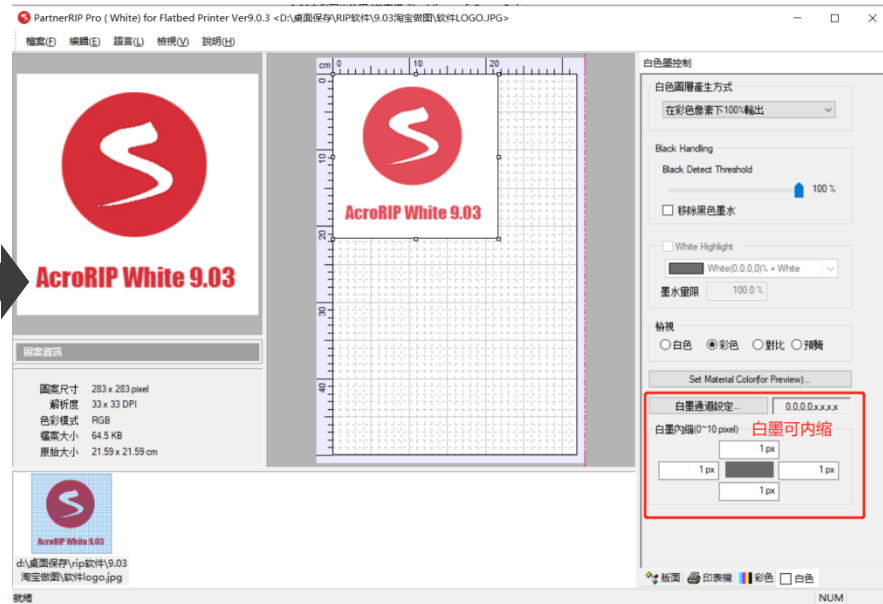 PartnerRIP Pro ( White) for Flatbed Printer Ver9.0.3 <D:\桌面保存\RIP软件\9.03淘宝做图\软件LOGO.JPG>
檔案(F) 編輯(E) 語言(L) 檢視(V) 說明(H)
cm 0 10 20
0
10
20
30
40
AcroRIP White 9.03
AcroRIP White 9.03
圖案資訊
圖案尺寸 283 x 283 pixel
解析度 33 x 33 DPI
色彩模式 RGB
檔案大小 64.5 KB
原始大小 21.59 x 21.59 cm
白色墨控制
白色圖層產生方式
在彩色像素下100%輸出
Black Handling
Black Detect Threshold
100 %
移除黑色墨水
White Highlight
White(0,0,0,0)% + White
墨水量限 100.0 %
檢視
白色 彩色 對比 預覽
Set Material Color(for Preview)...
白墨通道設定... 0,0,0,0,x,x,x,x
白墨內縮(0~10 pixel) 白墨可内缩
1 px
1 px 1 px
1 px
AcroRIP White 9.03
d:\桌面保存\rip软件\9.03
淘宝做图\软件logo.jpg
版面 印表機 彩色 白色
就緒 NUM